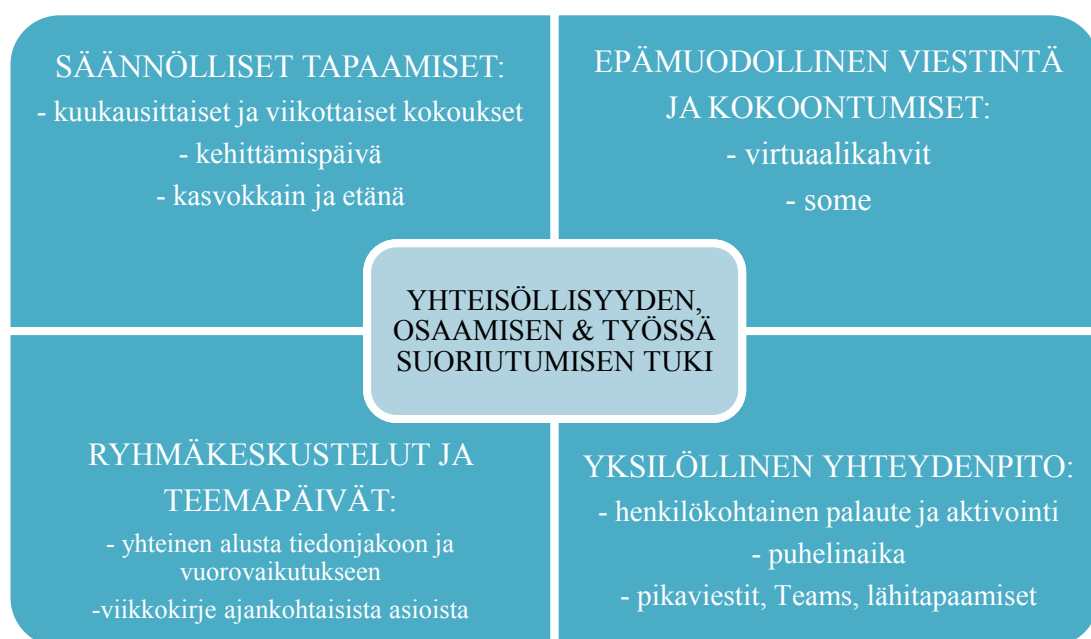 SÄÄNNÖLLISET TAPAAMISET:
- kuukausittaiset ja viikottaiset kokoukset
- kehittämispäivä
- kasvokkain ja etänä
EPÄMUODOLLINEN VIESTINTÄ
JA KOKOONTUMISET:
- virtuaalikahvit
- some
YHTEISÖLLISYYDEN,
OSAAMISEN & TYÖSSÄ
SUORIUTUMISEN TUKI
RYHMÄKESKUSTELUT JA
TEEMAPÄIVÄT:
- yhteinen alusta tiedonjakoon ja
vuorovaikutukseen
-viikkokirje ajankohtaisista asioista
YKSILÖLLINEN YHTEYDENPITO:
- henkilökohtainen palaute ja aktivointi
- puhelinaika
- pikaviestit, Teams, lähitapaamiset